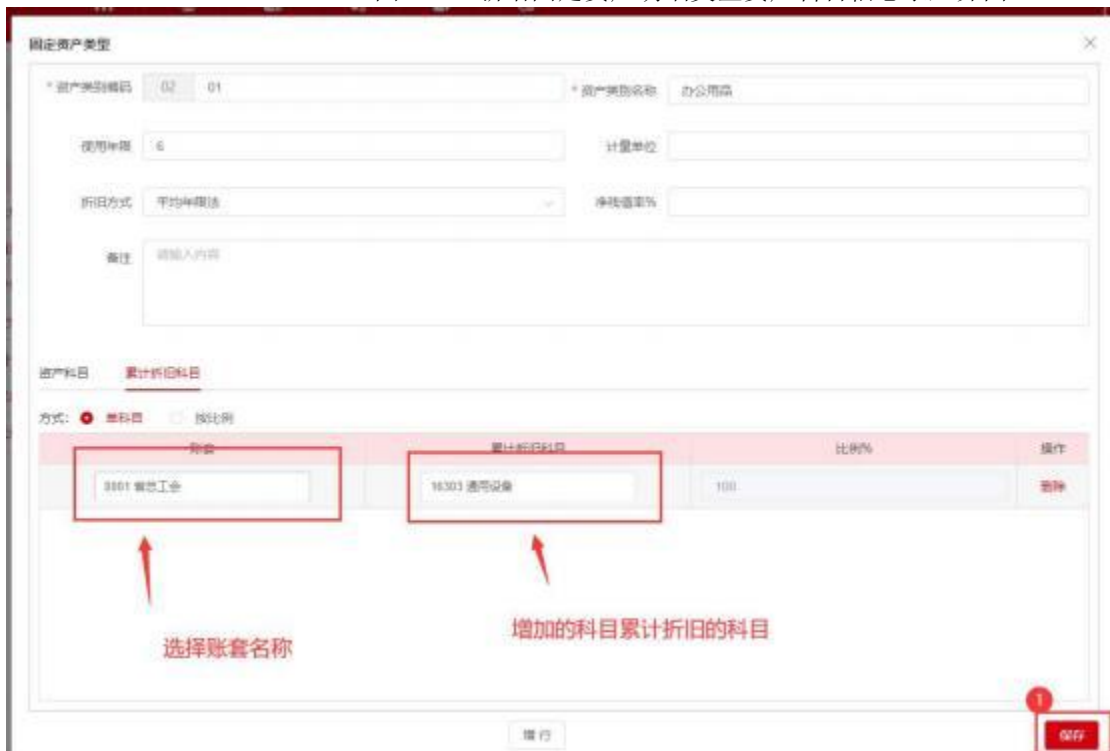 固定资产类型
* 资产类别编码 02 01 * 资产类别名称 办公用品
使用年限 6 计量单位
折旧方式 平均年限法 净残值率%
备注 请输入内容
资产科目 累计折旧科目
方式: 单科目 按比例
账套 累计折旧科目 比例% 操作
16303 通用设备 100 删除
选择账套名称
增加的科目累计折旧的科目
1
增行 保存